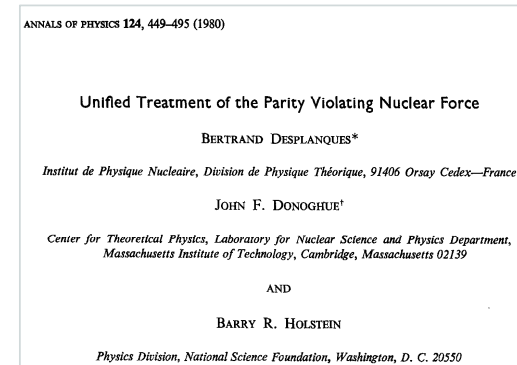 ANNALS OF PHYSICS 124, 449–495 (1980)
Unified Treatment of the Parity Violating Nuclear Force
BERTRAND DESPLANQUES*
Institut de Physique Nucleaire, Division de Physique Théorique, 91406 Orsay Cedex—France
JOHN F. DONOGHUE†
Center for Theoretical Physics, Laboratory for Nuclear Science and Physics Department,
Massachusetts Institute of Technology, Cambridge, Massachusetts 02139
AND
BARRY R. HOLSTEIN
Physics Division, National Science Foundation, Washington, D. C. 20550